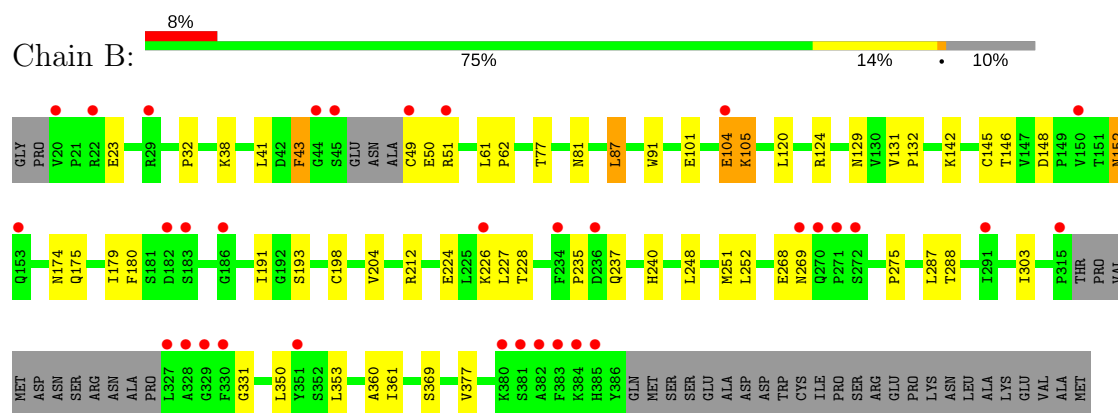 8%
Chain B:
75% 14% • 10%
GLY PRO V20 P21 R22 E23 R29 P32 K38 L41 D42 F43 G44 S45 GLU ASN ALA C49 E50 R51 L61 P62 T77 N81 L87 W91 E101 E104 K105 L120 R124 N129 V130 V131 P132 K142 C145 T146 V147 D148 P149 V150 T151 N152
Q153 N174 Q175 I179 F180 S181 D182 S183 G186 I191 G192 S193 C198 V204 R212 E224 L225 K226 L227 T228 F234 P235 D236 Q237 H240 L248 M251 L252 E268 N269 Q270 P271 S272 P275 L287 T288 I291 I303 P315 THR PRO VAL
MET ASP ASN SER ARG ASN ALA PRO L327 A328 G329 F330 G331 L350 Y351 S352 L353 A360 I361 S369 V377 K380 S381 A382 F383 K384 H385 Y386 GLN MET SER SER GLU ALA ASP ASP TRP CYS ILE PRO SER ARG GLU PRO LYS ASN LEU ALA LYS GLU VAL ALA MET